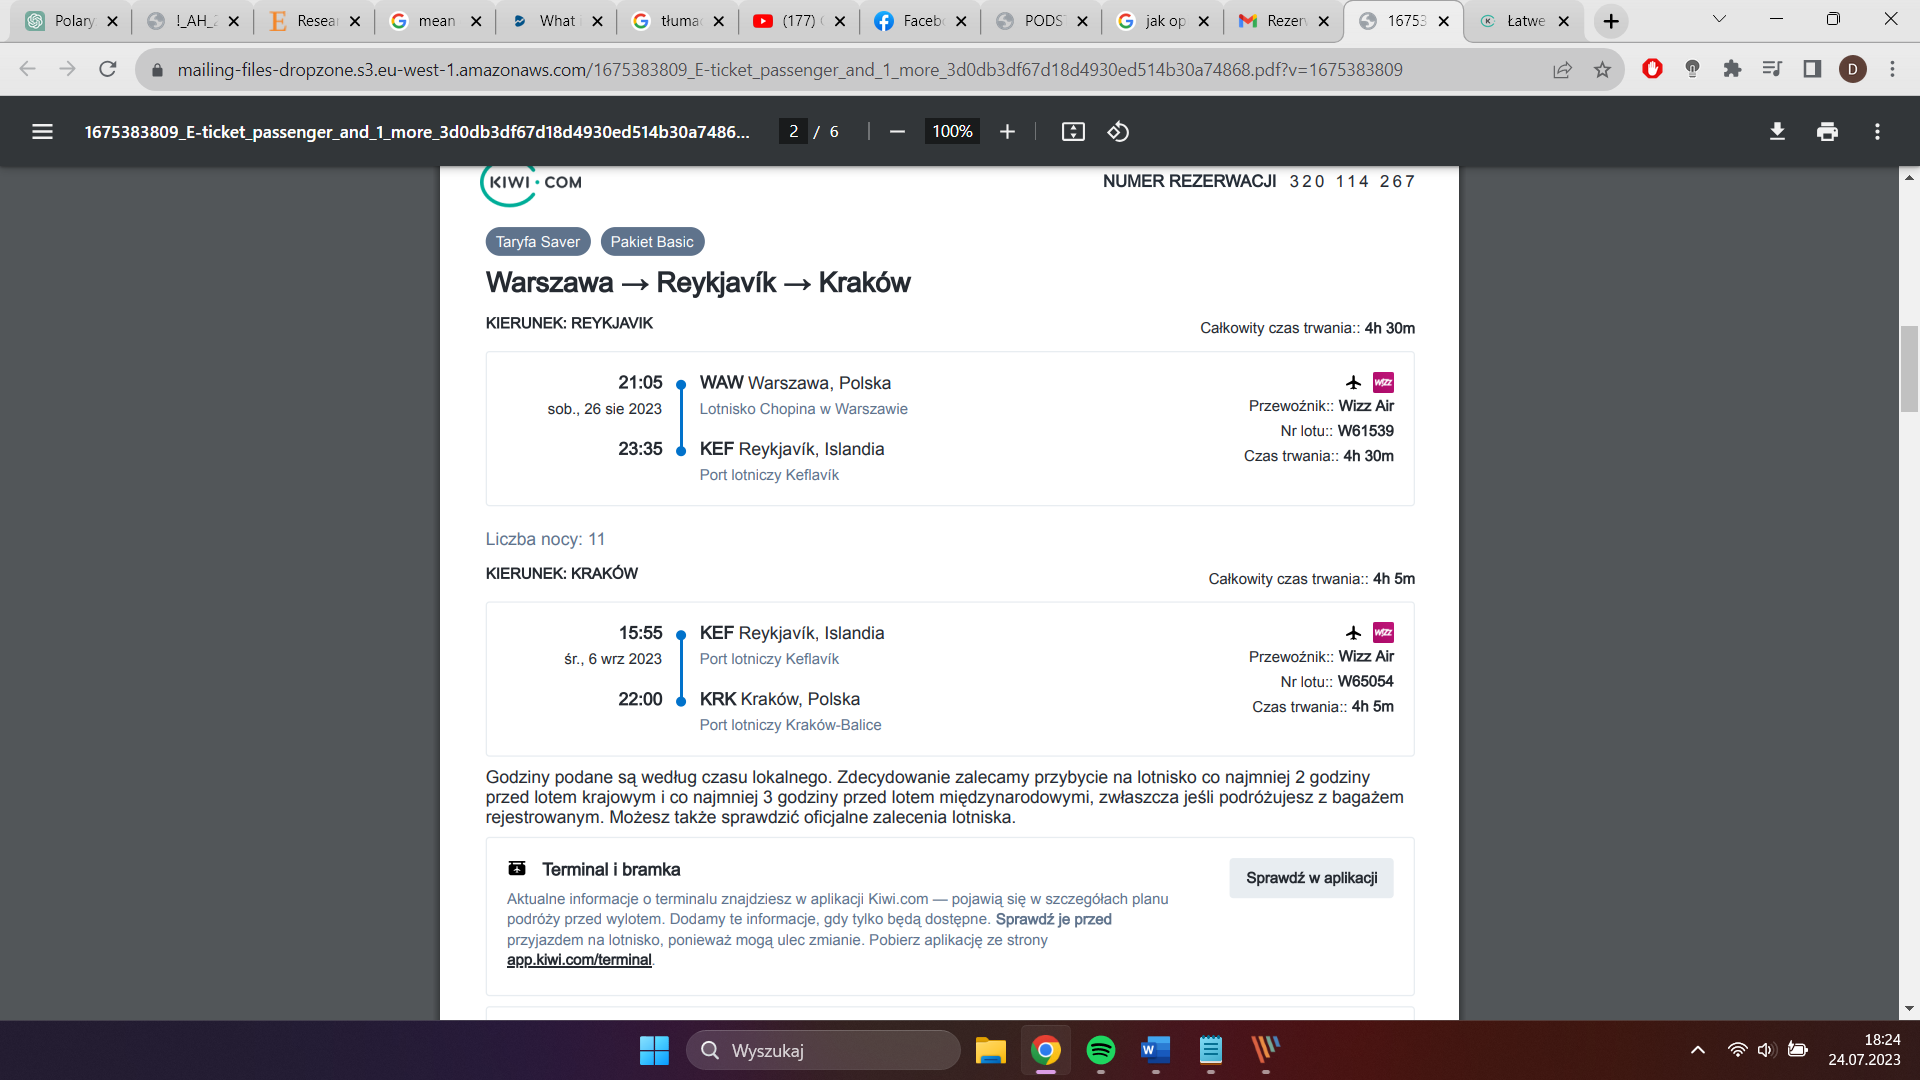 Polary
!_AH_2
Resear
mean
What i
tłumac
(177)
Facebo
PODST
jak op
Rezerw
16753
Łatwe
mailing-files-dropzone.s3.eu-west-1.amazonaws.com/1675383809_E-ticket_passenger_and_1_more_3d0db3df67d18d4930ed514b30a74868.pdf?v=1675383809
D
1675383809_E-ticket_passenger_and_1_more_3d0db3df67d18d4930ed514b30a7486...
2 / 6
100%
KIWI.COM
NUMER REZERWACJI 320 114 267
Taryfa Saver
Pakiet Basic
Warszawa → Reykjavík → Kraków
KIERUNEK: REYKJAVIK
Całkowity czas trwania:: 4h 30m
21:05
WAW Warszawa, Polska
sob., 26 sie 2023
Lotnisko Chopina w Warszawie
23:35
KEF Reykjavík, Islandia
Port lotniczy Keflavík
WIZZ
Przewoźnik:: Wizz Air
Nr lotu:: W61539
Czas trwania:: 4h 30m
Liczba nocy: 11
KIERUNEK: KRAKÓW
Całkowity czas trwania:: 4h 5m
15:55
KEF Reykjavík, Islandia
śr., 6 wrz 2023
Port lotniczy Keflavík
22:00
KRK Kraków, Polska
Port lotniczy Kraków-Balice
WIZZ
Przewoźnik:: Wizz Air
Nr lotu:: W65054
Czas trwania:: 4h 5m
Godziny podane są według czasu lokalnego. Zdecydowanie zalecamy przybycie na lotnisko co najmniej 2 godziny
przed lotem krajowym i co najmniej 3 godziny przed lotem międzynarodowymi, zwłaszcza jeśli podróżujesz z bagażem
rejestrowanym. Możesz także sprawdzić oficjalne zalecenia lotniska.
Terminal i bramka
Sprawdź w aplikacji
Aktualne informacje o terminalu znajdziesz w aplikacji Kiwi.com — pojawią się w szczegółach planu
podróży przed wylotem. Dodamy te informacje, gdy tylko będą dostępne. Sprawdź je przed
przyjazdem na lotnisko, ponieważ mogą ulec zmianie. Pobierz aplikację ze strony
app.kiwi.com/terminal.
Wyszukaj
18:24
24.07.2023